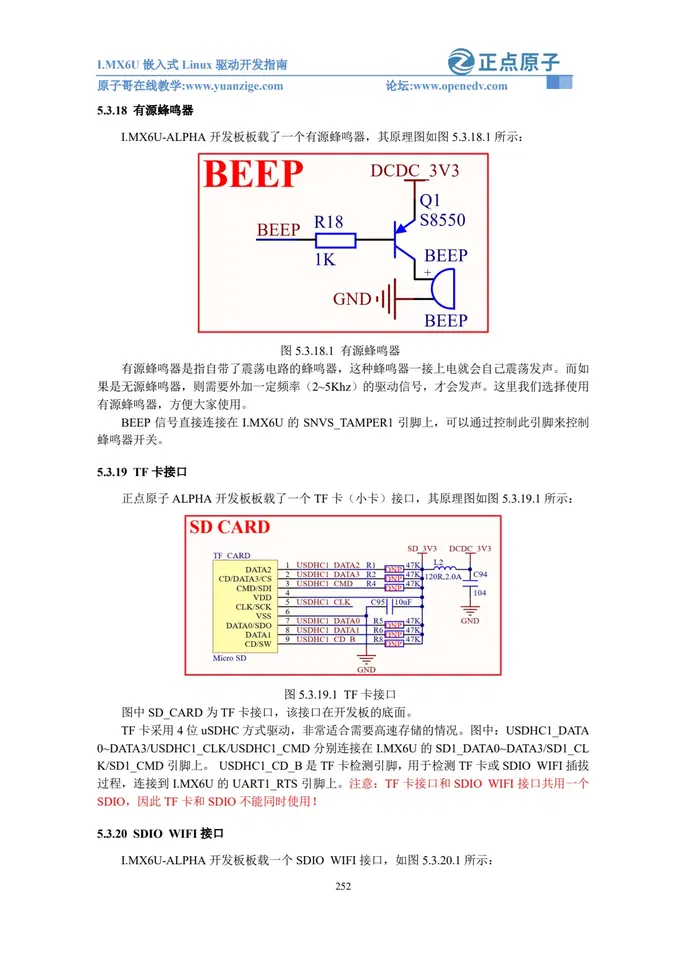 I.MX6U 嵌入式 Linux 驱动开发指南
正点原子
原子哥在线教学:www.yuanzige.com 论坛:www.openedv.com
5.3.18 有源蜂鸣器
I.MX6U-ALPHA 开发板板载了一个有源蜂鸣器，其原理图如图 5.3.18.1 所示：
BEEP
DCDC_3V3
Q1
S8550
BEEP R18
1K
BEEP
+
GND
BEEP
图 5.3.18.1 有源蜂鸣器
有源蜂鸣器是指自带了震荡电路的蜂鸣器，这种蜂鸣器一接上电就会自己震荡发声。而如
果是无源蜂鸣器，则需要外加一定频率（2~5Khz）的驱动信号，才会发声。这里我们选择使用
有源蜂鸣器，方便大家使用。
BEEP 信号直接连接在 I.MX6U 的 SNVS_TAMPER1 引脚上，可以通过控制此引脚来控制
蜂鸣器开关。
5.3.19 TF 卡接口
正点原子 ALPHA 开发板板载了一个 TF 卡（小卡）接口，其原理图如图 5.3.19.1 所示：
SD CARD
SD_3V3 DCDC_3V3
TF_CARD
L2
120R,2.0A
C94
104
GND
DATA2 1 USDHC1_DATA2 R1 DNP 47K
CD/DATA3/CS 2 USDHC1_DATA3 R2 DNP 47K
CMD/SDI 3 USDHC1_CMD R4 DNP 47K
VDD 4
CLK/SCK 5 USDHC1_CLK C95 10uF
VSS 6
DATA0/SDO 7 USDHC1_DATA0 R5 DNP 47K
DATA1 8 USDHC1_DATA1 R6 DNP 47K
CD/SW 9 USDHC1_CD_B R8 DNP 47K
Micro SD
GND
图 5.3.19.1 TF 卡接口
图中 SD_CARD 为 TF 卡接口，该接口在开发板的底面。
TF 卡采用 4 位 uSDHC 方式驱动，非常适合需要高速存储的情况。图中：USDHC1_DATA
0~DATA3/USDHC1_CLK/USDHC1_CMD 分别连接在 I.MX6U 的 SD1_DATA0~DATA3/SD1_CL
K/SD1_CMD 引脚上。 USDHC1_CD_B 是 TF 卡检测引脚，用于检测 TF 卡或 SDIO WIFI 插拔
过程，连接到 I.MX6U 的 UART1_RTS 引脚上。注意：TF 卡接口和 SDIO WIFI 接口共用一个
SDIO，因此 TF 卡和 SDIO 不能同时使用！
5.3.20 SDIO WIFI 接口
I.MX6U-ALPHA 开发板板载一个 SDIO WIFI 接口，如图 5.3.20.1 所示：
252